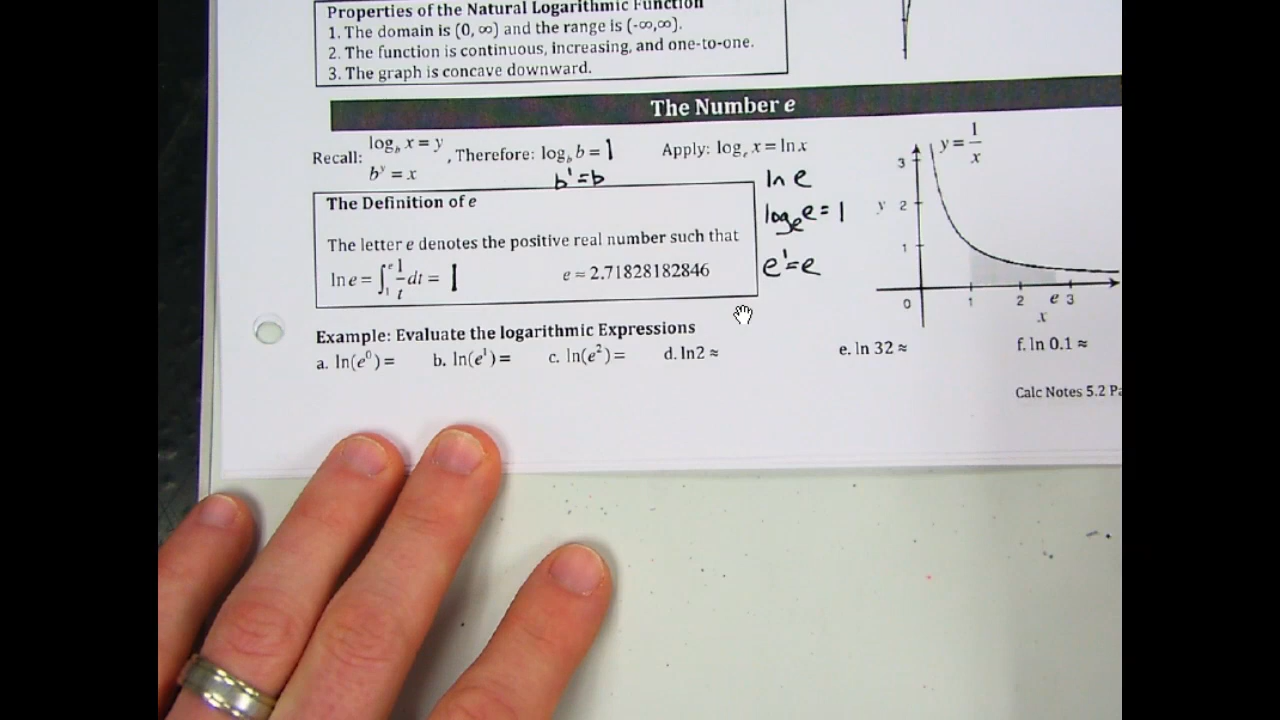 Properties of the Natural Logarithmic Function
1. The domain is (0, ∞) and the range is (-∞,∞).
2. The function is continuous, increasing, and one-to-one.
3. The graph is concave downward.
The Number e
Recall: log_b x = y , Therefore: log_b b = 1 Apply: log_e x = ln x
b^y = x
b^1 = b
The Definition of e
The letter e denotes the positive real number such that
ln e = ∫_1^e 1/t dt = 1 e ≈ 2.71828182846
ln e
log_e e = 1
e^1 = e
y = 1/x
3
y 2
1
0 1 2 e 3
x
Example: Evaluate the logarithmic Expressions
a. ln(e^0) = b. ln(e^1) = c. ln(e^2) = d. ln2 ≈ e. ln 32 ≈ f. ln 0.1 ≈
Calc Notes 5.2